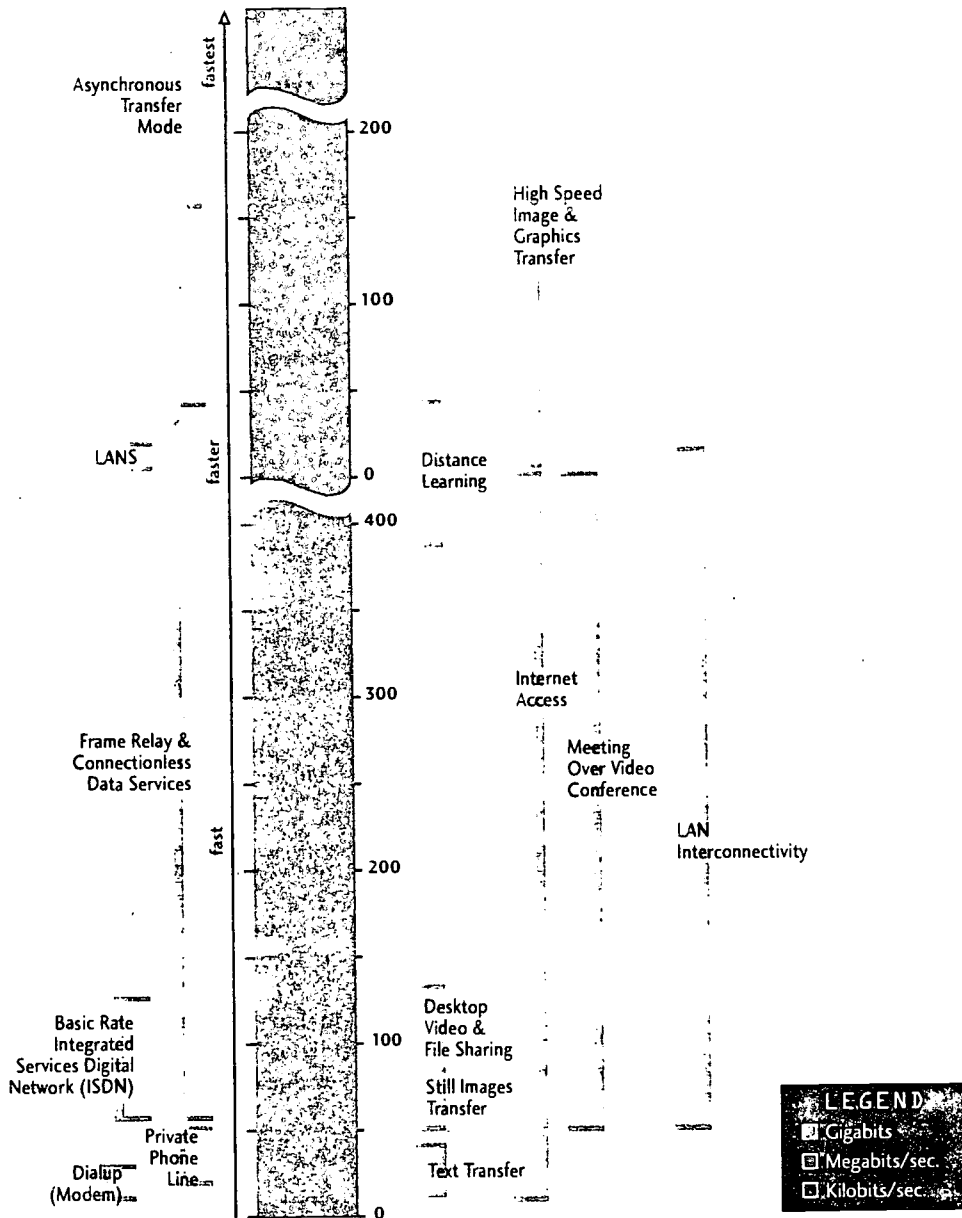 fastest
Asynchronous
Transfer
Mode
200
High Speed
Image &
Graphics
Transfer
100
LANS
faster
0
Distance
Learning
400
300
Internet
Access
Frame Relay &
Connectionless
Data Services
Meeting
Over Video
Conference
fast
200
LAN
Interconnectivity
Basic Rate
Integrated
Services Digital
Network (ISDN)
100
Desktop
Video &
File Sharing
Still Images
Transfer
Private
Phone
Line
Dialup
(Modem)
Text Transfer
0
LEGEND
Gigabits
Megabits/sec.
Kilobits/sec.